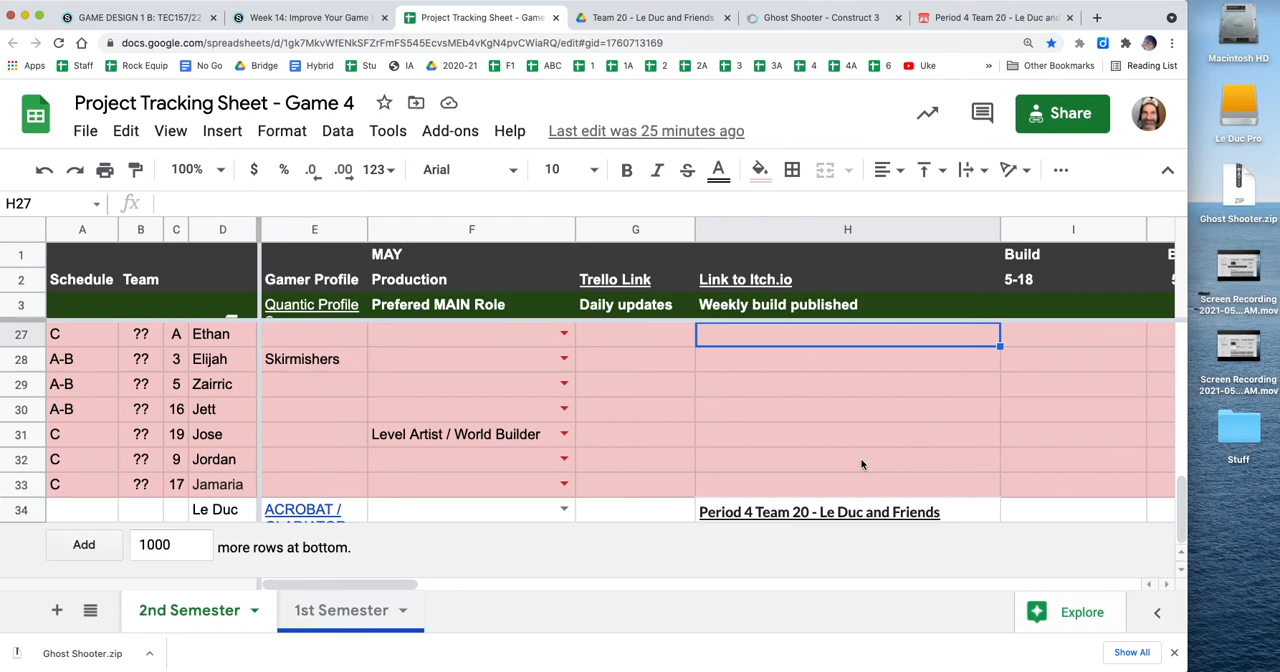 GAME DESIGN 1 B: TEC157/22
Week 14: Improve Your Game
Project Tracking Sheet - Game
Team 20 - Le Duc and Friends
Ghost Shooter - Construct 3
Period 4 Team 20 - Le Duc and
docs.google.com/spreadsheets/d/1gk7MkvWfENkSFZrFmFS545EcvsMEb4vKgN4pvCWiaRQ/edit#gid=1760713169
Apps Staff Rock Equip No Go Bridge Hybrid Stu IA 2020-21 F1 ABC 1 1A 2 2A 3 3A 4 4A 6 Uke » Other Bookmarks Reading List
Project Tracking Sheet - Game 4
File Edit View Insert Format Data Tools Add-ons Help Last edit was 25 minutes ago
Share
100% $ % .0 .00 123 Arial 10 B I S A
H27 fx
A B C D E F G H I
1 MAY Build
2 Schedule Team Gamer Profile Production Trello Link Link to Itch.io 5-18
3 Quantic Profile Prefered MAIN Role Daily updates Weekly build published
27 C ?? A Ethan
28 A-B ?? 3 Elijah Skirmishers
29 A-B ?? 5 Zairric
30 A-B ?? 16 Jett
31 C ?? 19 Jose Level Artist / World Builder
32 C ?? 9 Jordan
33 C ?? 17 Jamaria
34 Le Duc ACROBAT / Period 4 Team 20 - Le Duc and Friends
Add 1000 more rows at bottom.
2nd Semester 1st Semester
Explore
Ghost Shooter.zip
Show All
Macintosh HD
Le Duc Pro
ZIP
Ghost Shooter.zip
Screen Recording
2021-05...AM.mov
Screen Recording
2021-05...AM.mov
Stuff